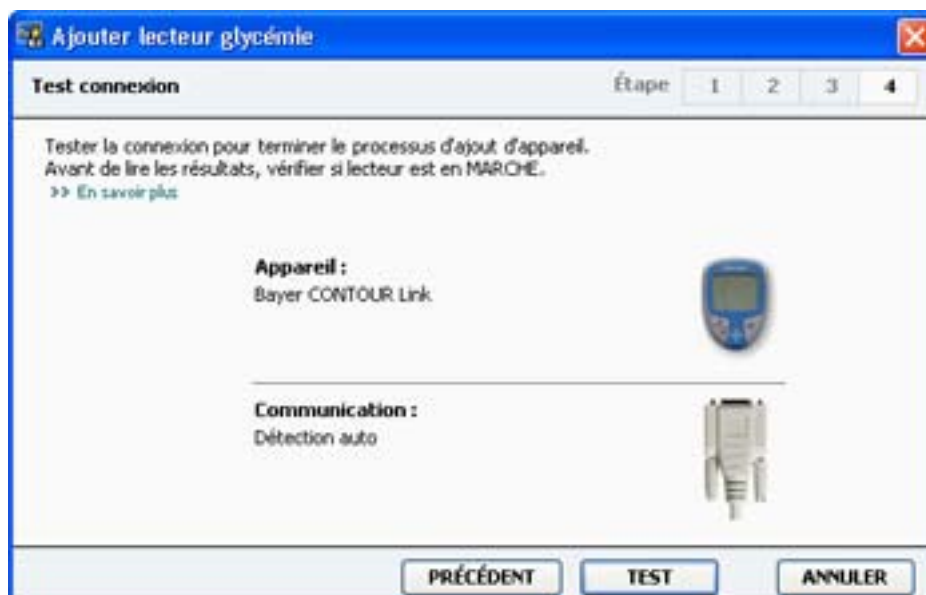 Ajouter lecteur glycémie
Test connexion
Étape 1 2 3 4
Tester la connexion pour terminer le processus d'ajout d'appareil.
Avant de lire les résultats, vérifier si lecteur est en MARCHE.
>> En savoir plus
Appareil :
Bayer CONTOUR Link
Communication :
Détection auto
PRÉCÉDENT TEST ANNULER